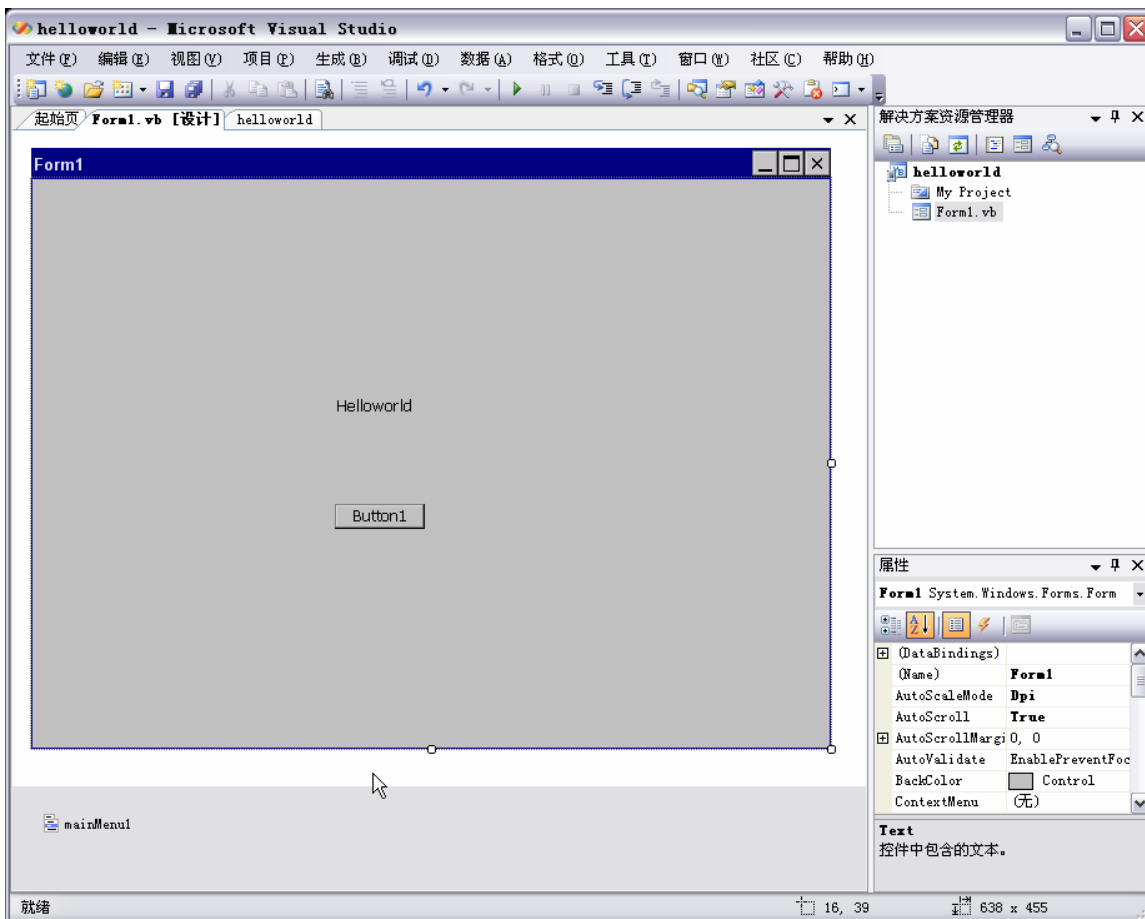 helloworld - Microsoft Visual Studio
文件(F) 编辑(E) 视图(V) 项目(P) 生成(B) 调试(D) 数据(A) 格式(O) 工具(T) 窗口(W) 社区(C) 帮助(H)
起始页 Form1.vb [设计] helloworld
Form1
Helloworld
Button1
mainMenu1
解决方案资源管理器
helloworld
My Project
Form1.vb
属性
Form1 System.Windows.Forms.Form
(DataBindings)
(Name) Form1
AutoScaleMode Dpi
AutoScroll True
AutoScrollMargi 0, 0
AutoValidate EnablePreventFoc
BackColor Control
ContextMenu (无)
Text
控件中包含的文本。
就绪 16, 39 638 x 455